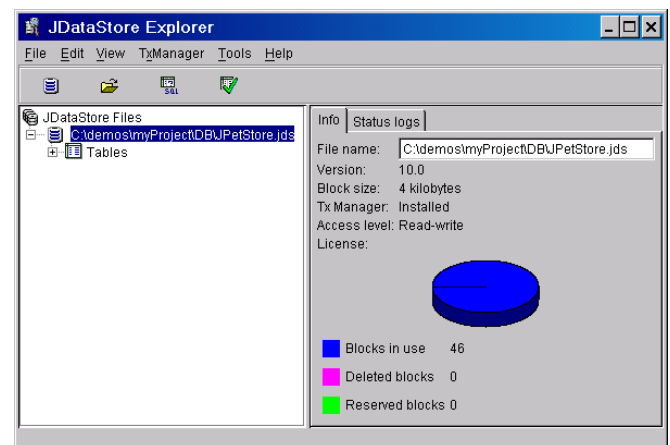 JDataStore Explorer
File Edit View TxManager Tools Help
SQL
JDataStore Files
C:\demos\myProject\DB\JPetStore.jds
Tables
Info Status logs
File name: C:\demos\myProject\DB\JPetStore.jds
Version: 10.0
Block size: 4 kilobytes
Tx Manager: Installed
Access level: Read-write
License:
Blocks in use 46
Deleted blocks 0
Reserved blocks 0